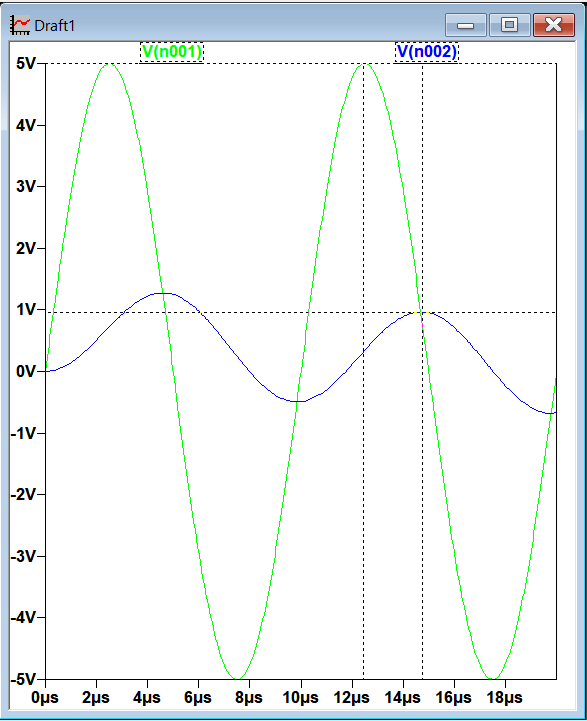 Draft1
V(n001) V(n002)
5V
4V
3V
2V
1V
0V
-1V
-2V
-3V
-4V
-5V
0µs 2µs 4µs 6µs 8µs 10µs 12µs 14µs 16µs 18µs